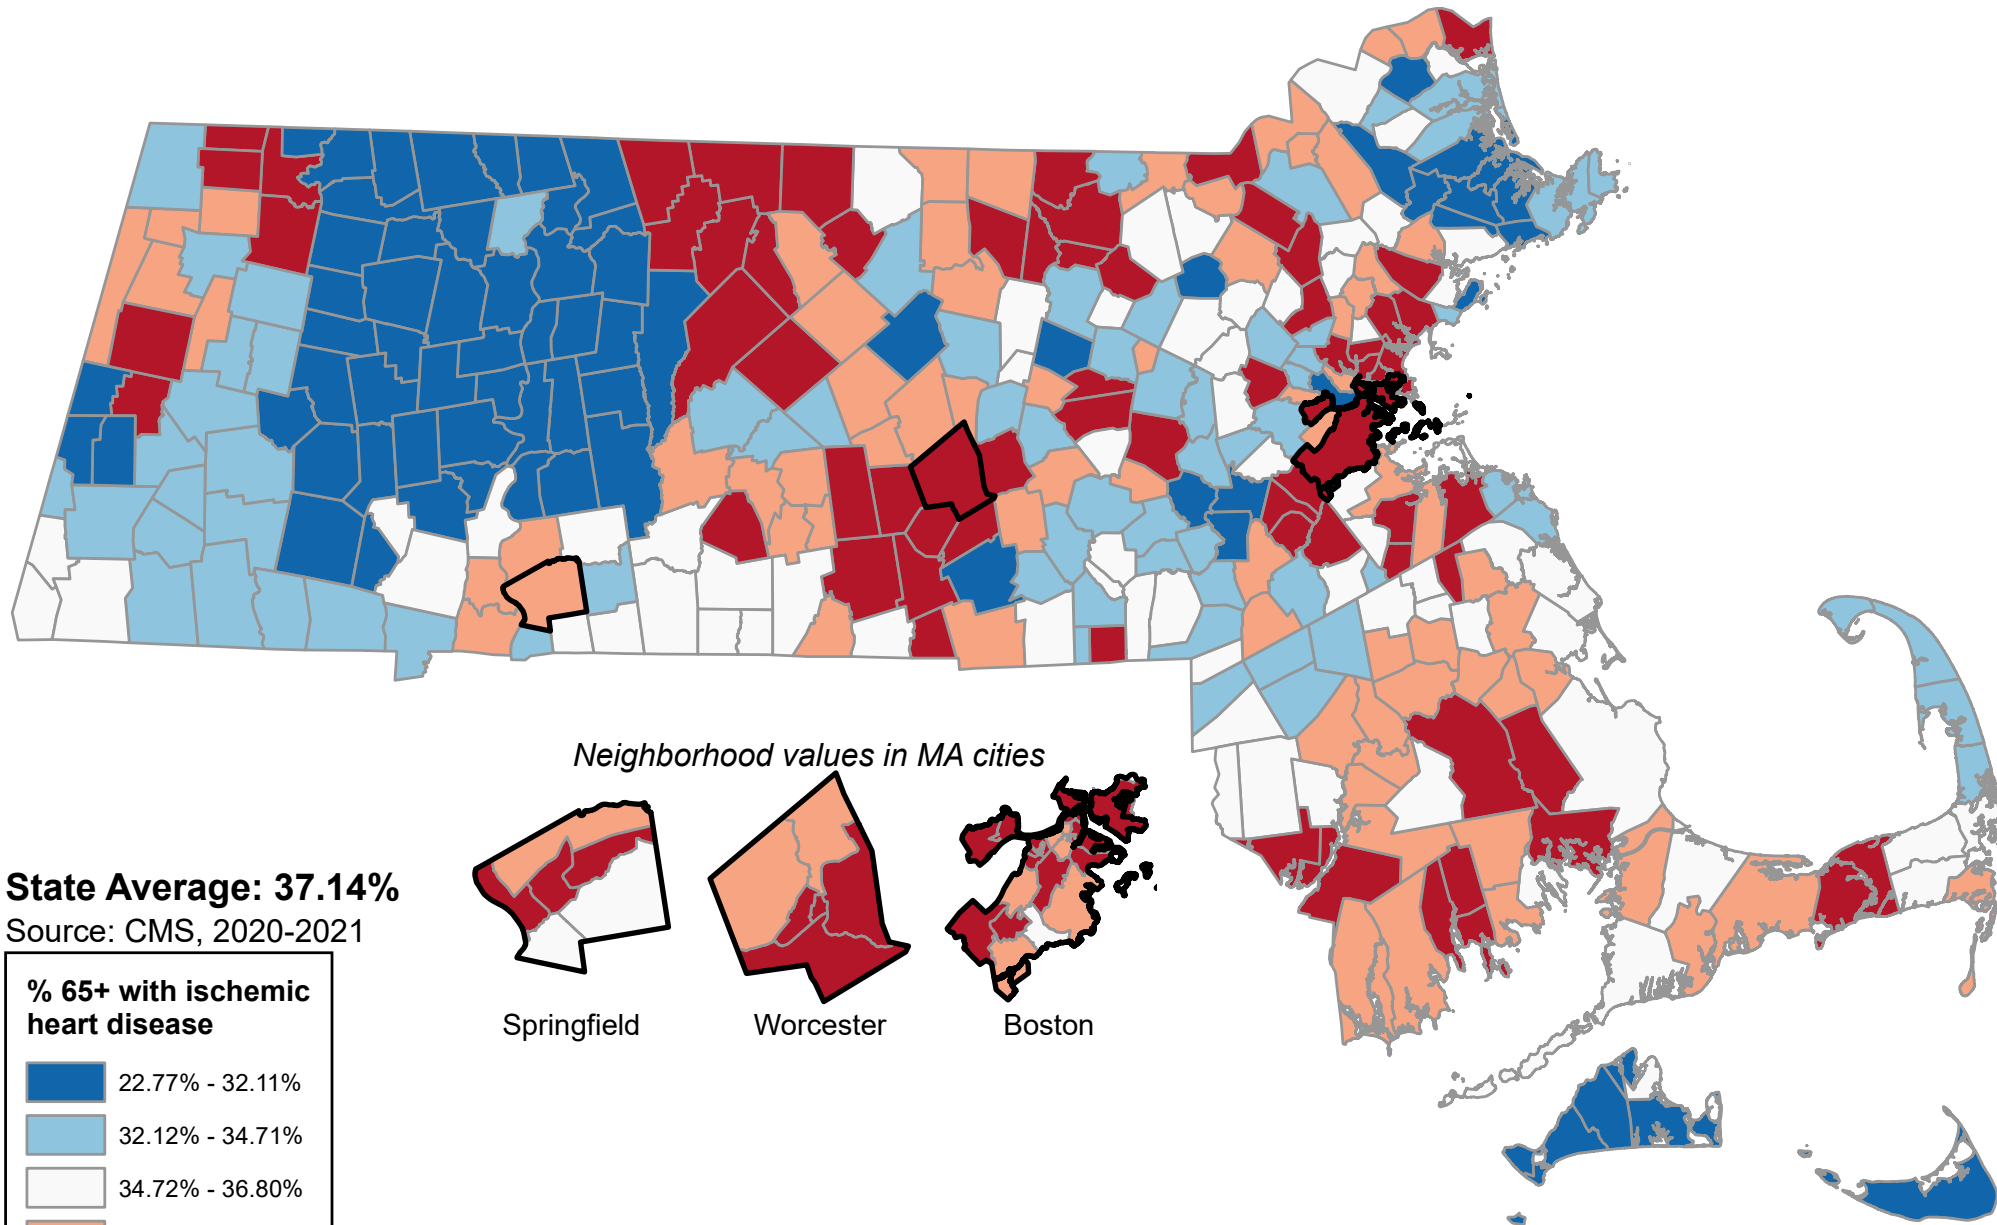 Neighborhood values in MA cities
Springfield
Worcester
Boston
State Average: 37.14%
Source: CMS, 2020-2021
% 65+ with ischemic
heart disease
22.77% - 32.11%
32.12% - 34.71%
34.72% - 36.80%